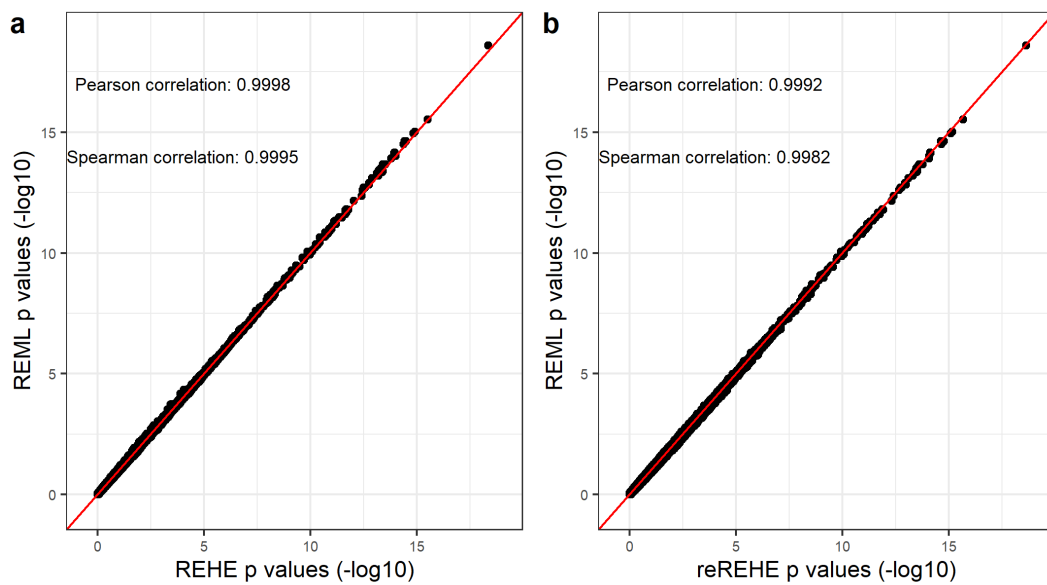 a
Pearson correlation: 0.9998
Spearman correlation: 0.9995
REML p values (-log10)
15
10
5
0
0 5 10 15
REHE p values (-log10)
b
Pearson correlation: 0.9992
Spearman correlation: 0.9982
REML p values (-log10)
15
10
5
0
0 5 10 15
reREHE p values (-log10)